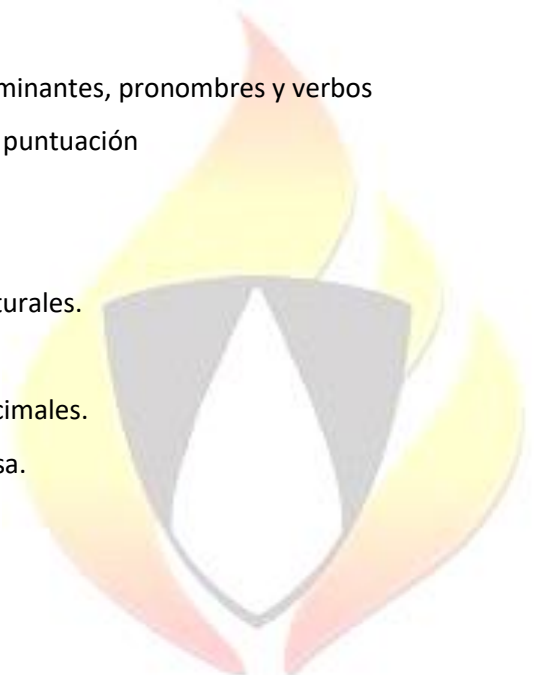 minantes, pronombres y verbos
puntuación
turales.
cimales.
sa.